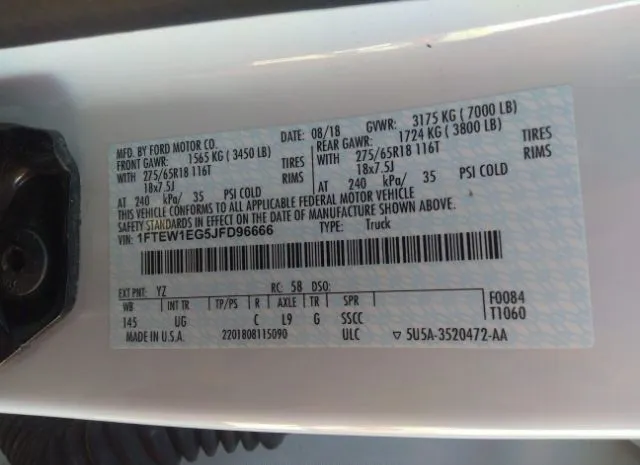 MFD. BY FORD MOTOR CO. DATE: 08/18 GVWR: 3175 KG ( 7000 LB)
FRONT GAWR: 1565 KG ( 3450 LB) REAR GAWR: 1724 KG ( 3800 LB)
WITH 275/65R18 116T TIRES WITH 275/65R18 116T TIRES
18x7.5J RIMS 18x7.5J RIMS
AT 240 kPa/ 35 PSI COLD AT 240 kPa/ 35 PSI COLD
THIS VEHICLE CONFORMS TO ALL APPLICABLE FEDERAL MOTOR VEHICLE
SAFETY STANDARDS IN EFFECT ON THE DATE OF MANUFACTURE SHOWN ABOVE.
VIN: 1FTEW1EG5JFD96666 TYPE: Truck
EXT PNT: YZ RC: 58 DSO:
WB INT TR TP/PS R AXLE TR SPR F0084
145 UG C L9 G SSCC T1060
MADE IN U.S.A. 2201808115090 ULC ▽ 5U5A-3520472-AA